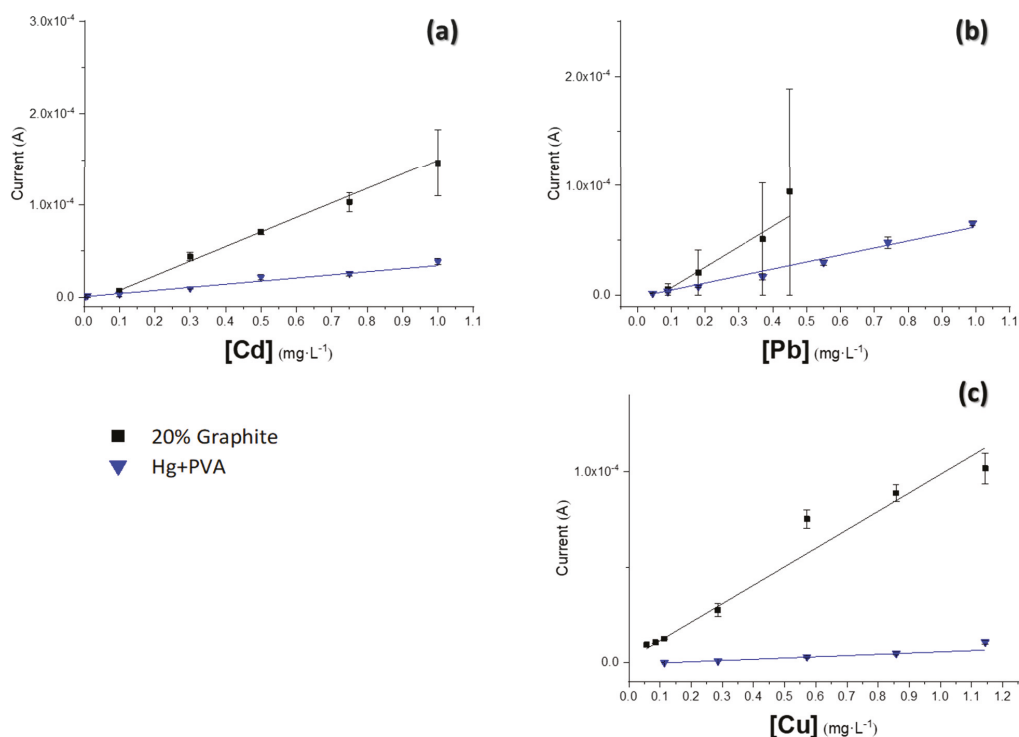 (a)
3.0x10⁻⁴
2.0x10⁻⁴
1.0x10⁻⁴
0.0
Current (A)
0.0 0.1 0.2 0.3 0.4 0.5 0.6 0.7 0.8 0.9 1.0 1.1
[Cd] (mg·L⁻¹)
(b)
2.0x10⁻⁴
1.0x10⁻⁴
0.0
Current (A)
0.0 0.1 0.2 0.3 0.4 0.5 0.6 0.7 0.8 0.9 1.0 1.1
[Pb] (mg·L⁻¹)
20% Graphite
Hg+PVA
(c)
1.0x10⁻⁴
0.0
Current (A)
0.0 0.1 0.2 0.3 0.4 0.5 0.6 0.7 0.8 0.9 1.0 1.1 1.2
[Cu] (mg·L⁻¹)